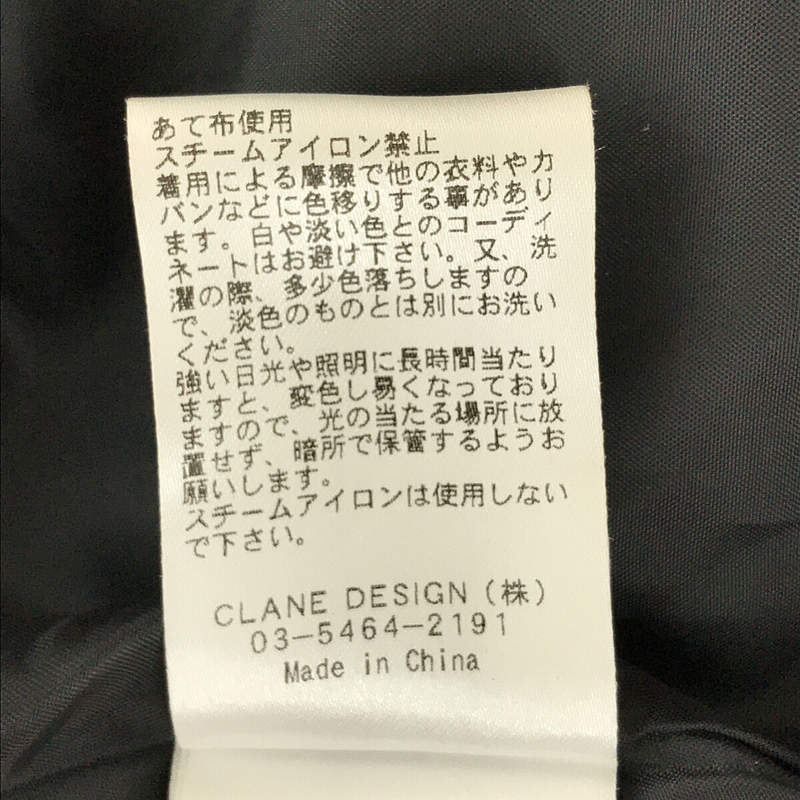 あて布使用
スチームアイロン禁止
着用による摩擦で他の衣料やカ
バンなどに色移りする事があり
ます。白や淡い色とのコーディ
ネートはお避け下さい。又、洗
濯の際、多少色落ちしますの
で、淡色のものとは別にお洗い
ください。
強い日光や照明に長時間当たり
ますと、変色し易くなっており
ますので、光の当たる場所に放
置せず、暗所で保管するようお
願いします。
スチームアイロンは使用しない
で下さい。
CLANE DESIGN(株)
03-5464-2191
Made in China